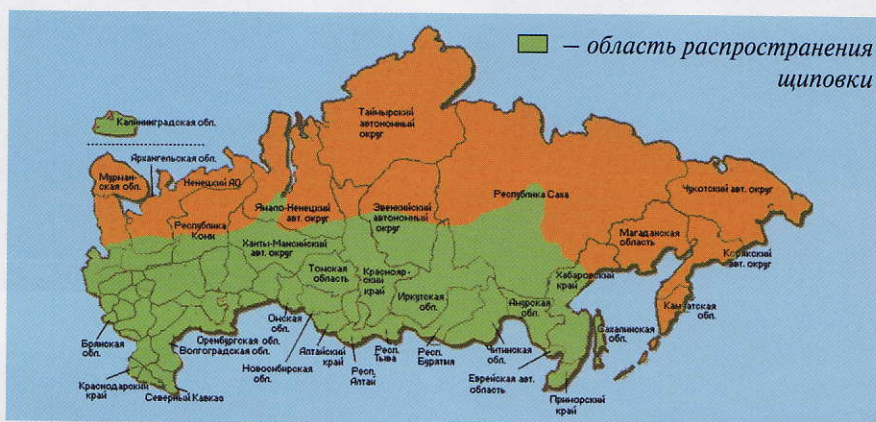 – область распространения
щиповки
Калининградская обл.
Архангельская обл.
Мурман-
ская обл.
Ненецкий АО
Республика
Коми
Ямало-Ненецкий
авт. округ
Таймырский
автономный
округ
Эвенкийский
автономный
округ
Республика Саха
Чукотский авт. округ
Магаданская
область
Корякский
авт. округ
Ханты-Мансийский
авт. округ
Томская
область
Краснояр-
ский
край
Иркутская
обл.
Амурская
обл.
Хабаровский
край
Камчатская
обл.
Сахалинская
обл.
Брянская
обл.
Краснодарский
край
Северный Кавказ
Волгоградская обл.
Оренбургская обл.
Омская
обл.
Новосибирская
обл.
Алтайский
край
Респ.
Алтай
Респ.
Тыва
Респ.
Бурятия
Читинская
обл.
Еврейская авт.
область
Приморский
край